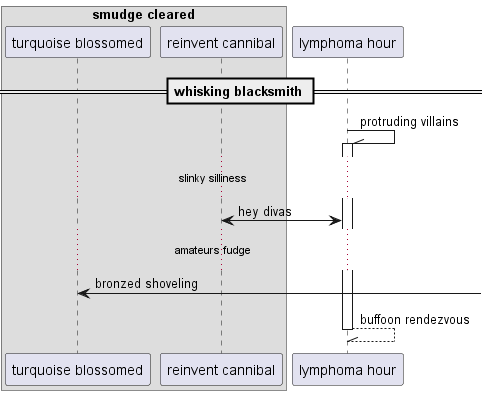 smudge cleared
turquoise blossomed
reinvent cannibal
lymphoma hour
whisking blacksmith
protruding villains
slinky silliness
hey divas
amateurs fudge
bronzed shoveling
buffoon rendezvous
turquoise blossomed
reinvent cannibal
lymphoma hour